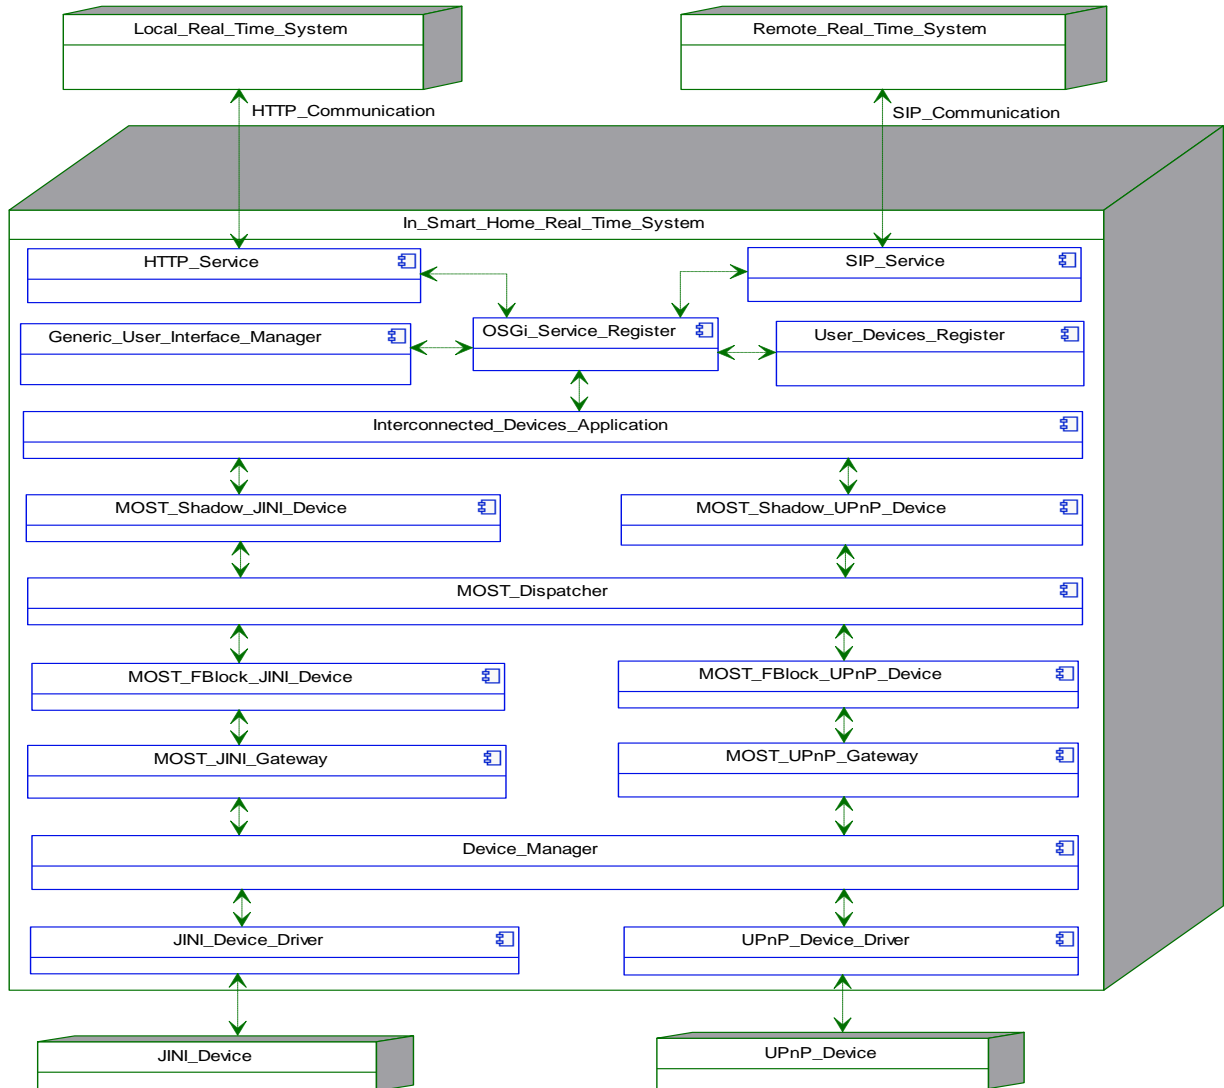 Local_Real_Time_System
Remote_Real_Time_System
HTTP_Communication
SIP_Communication
In_Smart_Home_Real_Time_System
HTTP_Service
SIP_Service
Generic_User_Interface_Manager
OSGi_Service_Register
User_Devices_Register
Interconnected_Devices_Application
MOST_Shadow_JINI_Device
MOST_Shadow_UPnP_Device
MOST_Dispatcher
MOST_FBlock_JINI_Device
MOST_FBlock_UPnP_Device
MOST_JINI_Gateway
MOST_UPnP_Gateway
Device_Manager
JINI_Device_Driver
UPnP_Device_Driver
JINI_Device
UPnP_Device